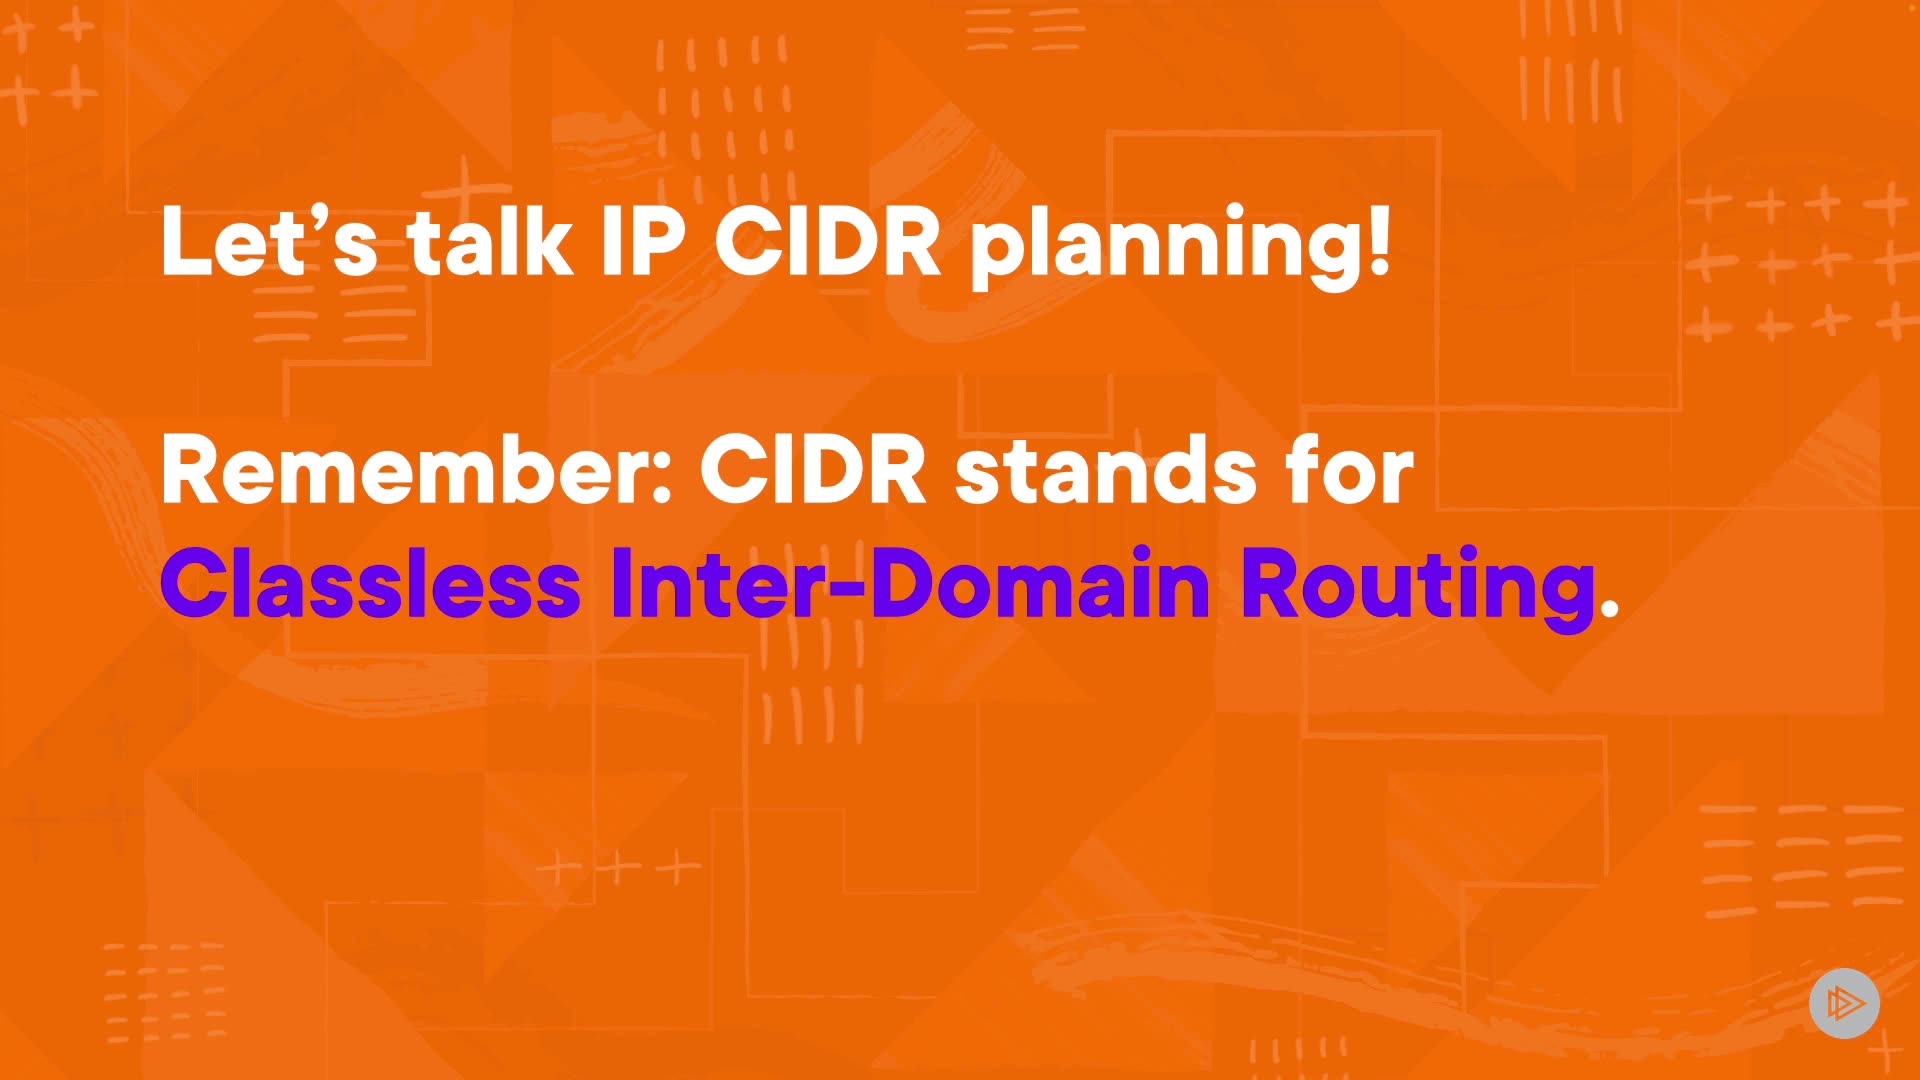 Let’s talk IP CIDR planning!
Remember: CIDR stands for
Classless Inter-Domain Routing.